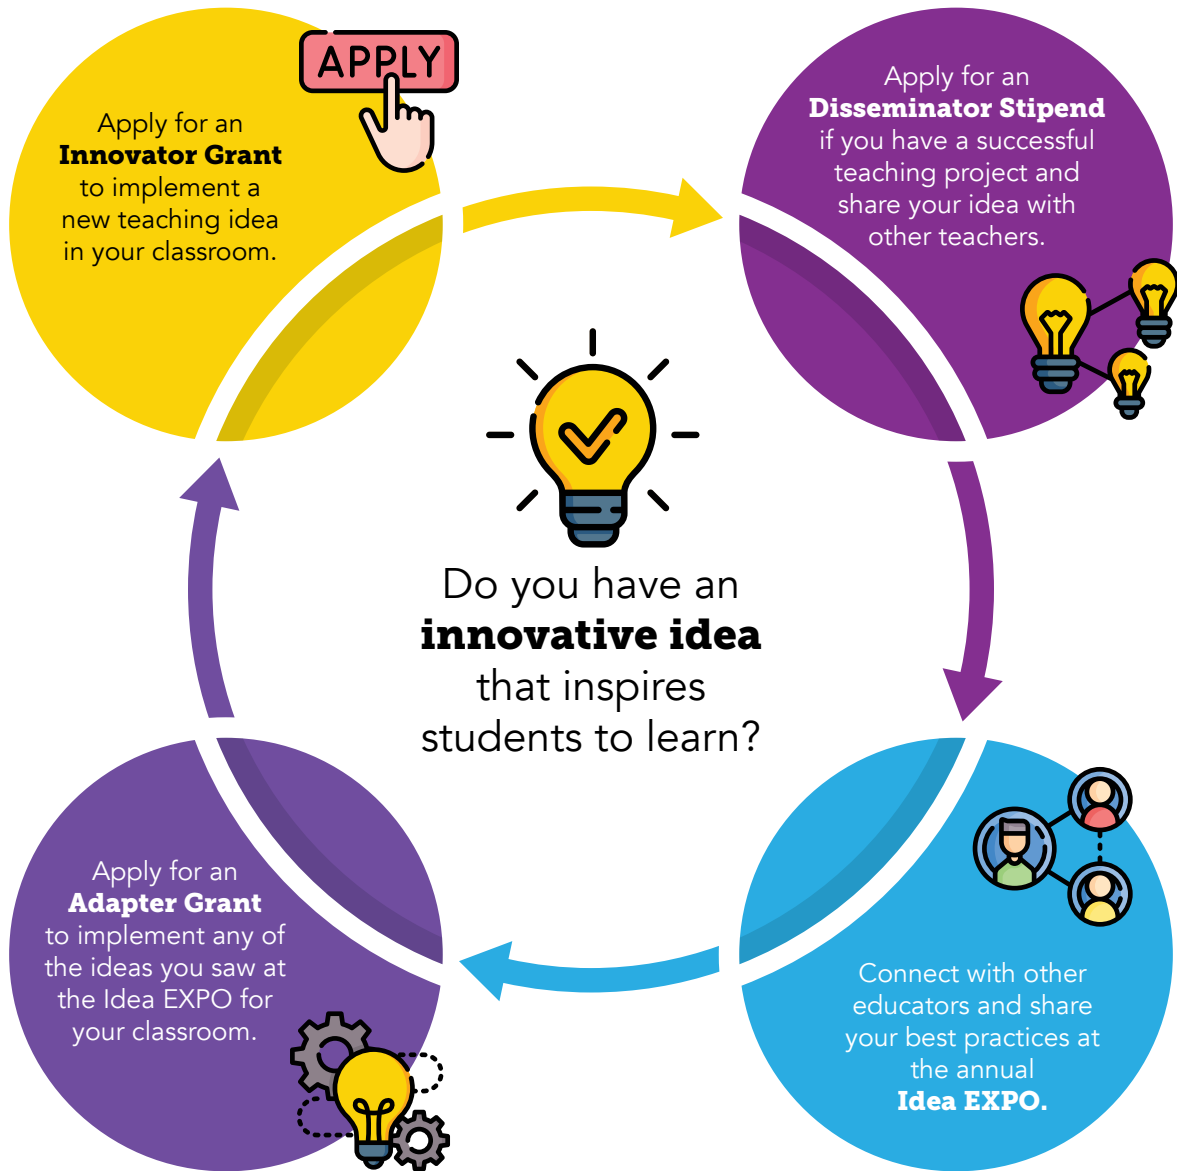 APPLY
Apply for an
Innovator Grant
to implement a
new teaching idea
in your classroom.
Apply for an
Disseminator Stipend
if you have a successful
teaching project and
share your idea with
other teachers.
Do you have an
innovative idea
that inspires
students to learn?
Apply for an
Adapter Grant
to implement any of
the ideas you saw at
the Idea EXPO for
your classroom.
Connect with other
educators and share
your best practices at
the annual
Idea EXPO.